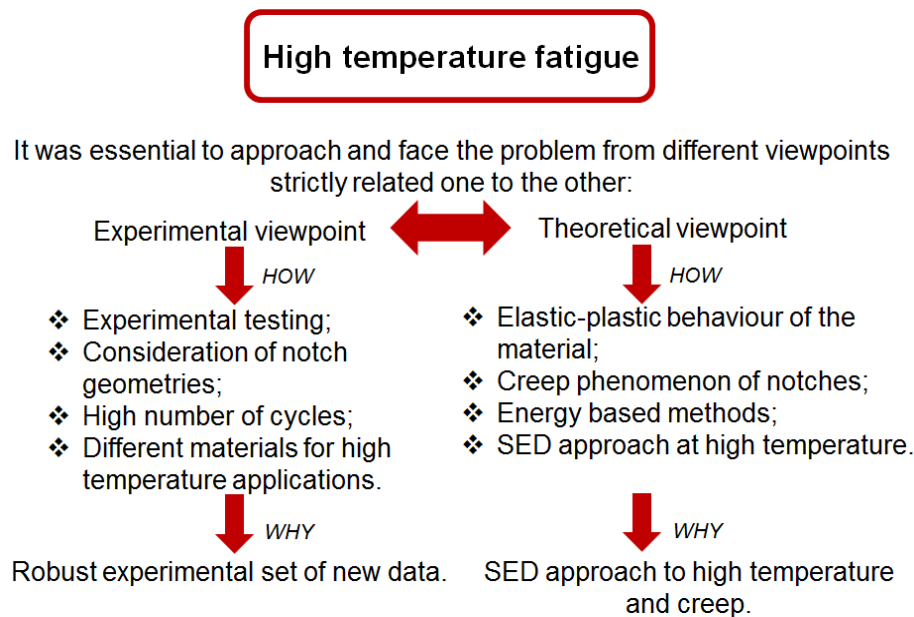 High temperature fatigue
It was essential to approach and face the problem from different viewpoints
strictly related one to the other:
Experimental viewpoint
HOW
❖ Experimental testing;
❖ Consideration of notch
geometries;
❖ High number of cycles;
❖ Different materials for high
temperature applications.
WHY
Robust experimental set of new data.
Theoretical viewpoint
HOW
❖ Elastic-plastic behaviour of the
material;
❖ Creep phenomenon of notches;
❖ Energy based methods;
❖ SED approach at high temperature.
WHY
SED approach to high temperature
and creep.